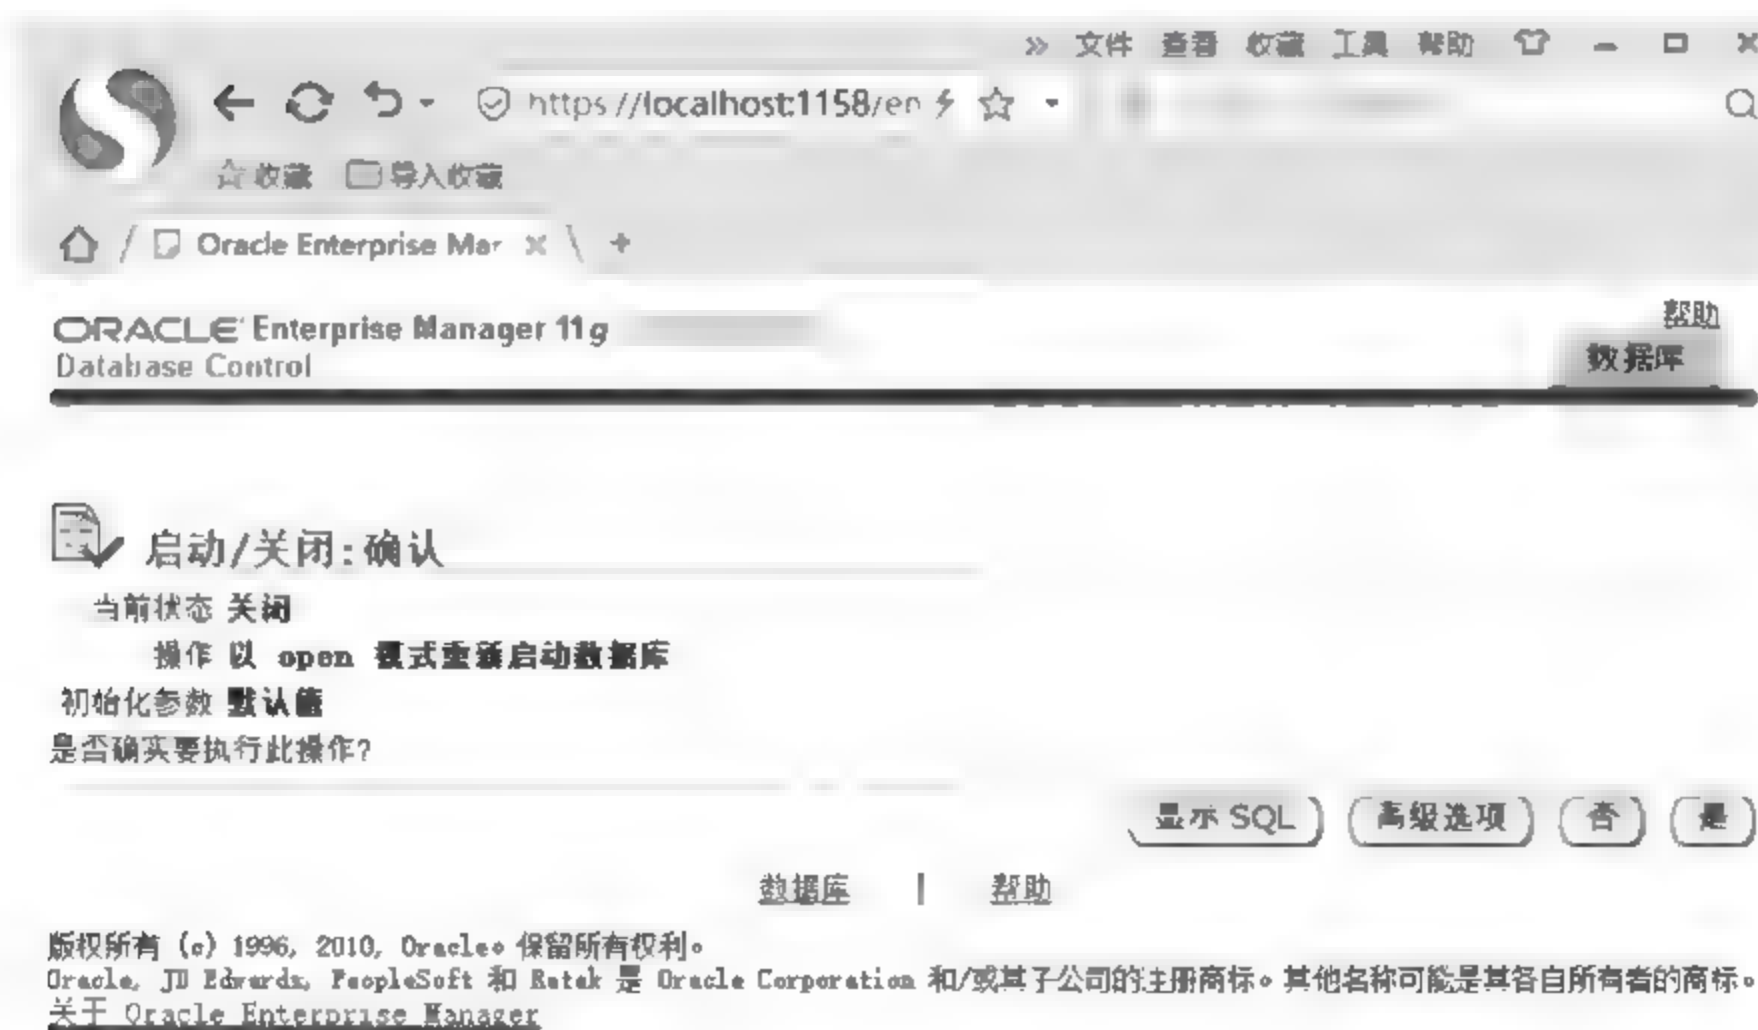 » 文件 查看 收藏 工具 帮助
https://localhost:1158/en
收藏 导入收藏
Oracle Enterprise Mar
ORACLE Enterprise Manager 11g
Database Control
帮助
数据库
启动/关闭:确认
当前状态 关闭
操作 以 open 模式重新启动数据库
初始化参数 默认值
是否确实要执行此操作?
显示 SQL 高级选项 否 是
数据库 | 帮助
版权所有 (c) 1996, 2010, Oracle。保留所有权利。
Oracle, JD Edwards, PeopleSoft 和 Retek 是 Oracle Corporation 和/或其子公司的注册商标。其他名称可能是其各自所有者的商标。
关于 Oracle Enterprise Manager